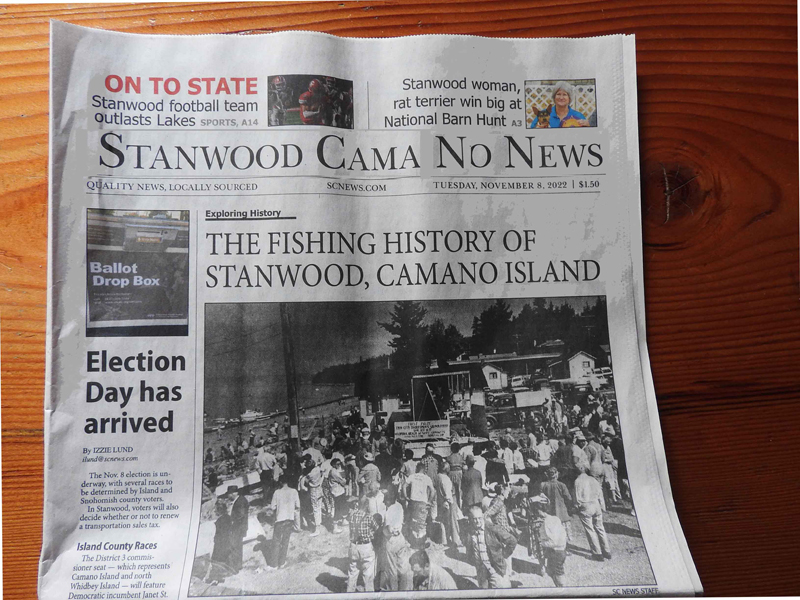 ON TO STATE
Stanwood football team
outlasts Lakes SPORTS, A14
Stanwood woman,
rat terrier win big at
National Barn Hunt A3
STANWOOD CAMA NO NEWS
QUALITY NEWS, LOCALLY SOURCED SCNEWS.COM TUESDAY, NOVEMBER 8, 2022 | $1.50
Ballot
Drop Box
Election
Day has
arrived
By IZZIE LUND
ilund@scnews.com
The Nov. 8 election is un-
derway, with several races to
be determined by Island and
Snohomish county voters.
In Stanwood, voters will also
decide whether or not to renew
a transportation sales tax.
Island County Races
The District 3 commis-
sioner seat — which represents
Camano Island and north
Whidbey Island — will feature
Democratic incumbent Janet St.
Exploring History
THE FISHING HISTORY OF
STANWOOD, CAMANO ISLAND
SC NEWS STAFF